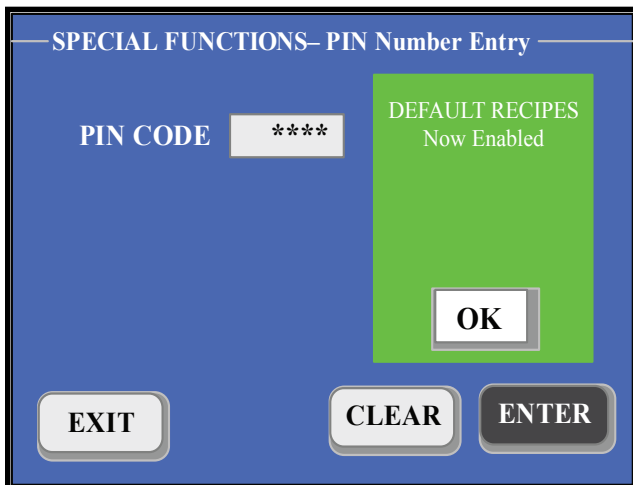 SPECIAL FUNCTIONS– PIN Number Entry
PIN CODE
****
DEFAULT RECIPES
Now Enabled
OK
EXIT
CLEAR
ENTER